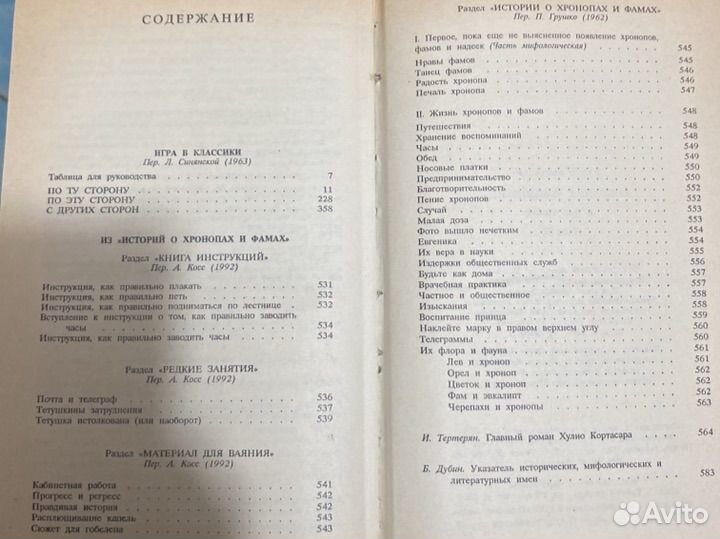 СОДЕРЖАНИЕ
ИГРА В КЛАССИКИ
Пер. Л. Синянской (1963)
Таблица для руководства . . . 7
ПО ТУ СТОРОНУ . . . 11
ПО ЭТУ СТОРОНУ . . . 228
С ДРУГИХ СТОРОН . . . 358
ИЗ «ИСТОРИЙ О ХРОНОПАХ И ФАМАХ»
Раздел «КНИГА ИНСТРУКЦИЙ»
Пер. А. Косс (1992)
Инструкция, как правильно плакать . . . 531
Инструкция, как правильно петь . . . 532
Инструкция, как правильно подниматься по лестнице . . . 532
Вступление к инструкции о том, как правильно заводить
часы . . . 534
Инструкция, как правильно заводить часы . . . 534
Раздел «РЕДКИЕ ЗАНЯТИЯ»
Пер. А. Косс (1992)
Почта и телеграф . . . 536
Тетушкины затруднения . . . 537
Тетушка истолкована (или наоборот) . . . 539
Раздел «МАТЕРИАЛ ДЛЯ ВАЯНИЯ»
Пер. А. Косс (1992)
Кабинетная работа . . . 541
Прогресс и регресс . . . 542
Правдивая история . . . 542
Расплющивание капель . . . 543
Сюжет для гобелена . . . 543
Раздел «ИСТОРИИ О ХРОНОПАХ И ФАМАХ»
Пер. П. Грушко (1962)
I. Первое, пока еще не выясненное появление хронопов,
фамов и надеек (Часть мифологическая) . . . 545
Нравы фамов . . . 545
Танец фамов . . . 546
Радость хронопа . . . 546
Печаль хронопа . . . 547
II. Жизнь хронопов и фамов . . . 548
Путешествия . . . 548
Хранение воспоминаний . . . 548
Часы . . . 549
Обед . . . 549
Носовые платки . . . 550
Предпринимательство . . . 550
Благотворительность . . . 552
Пение хронопов . . . 552
Случай . . . 553
Малая доза . . . 553
Фото вышло нечетким . . . 554
Евгеника . . . 554
Их вера в науки . . . 555
Издержки общественных служб . . . 556
Будьте как дома . . . 557
Врачебная практика . . . 557
Частное и общественное . . . 558
Изыскания . . . 558
Воспитание принца . . . 559
Наклейте марку в правом верхнем углу . . . 560
Телеграммы . . . 560
Их флора и фауна . . . 561
Лев и хроноп . . . 561
Орел и хроноп . . . 562
Цветок и хроноп . . . 562
Фам и эвкалипт . . . 562
Черепахи и хронопы . . . 563
И. Тертерян. Главный роман Хулио Кортасара . . . 564
Б. Дубин. Указатель исторических, мифологических и
литературных имен . . . 583
Avito